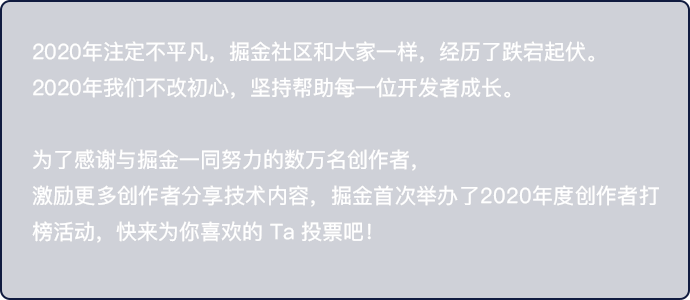 2020年注定不平凡，掘金社区和大家一样，经历了跌宕起伏。
2020年我们不改初心，坚持帮助每一位开发者成长。
为了感谢与掘金一同努力的数万名创作者，
激励更多创作者分享技术内容，掘金首次举办了2020年度创作者打
榜活动，快来为你喜欢的 Ta 投票吧！